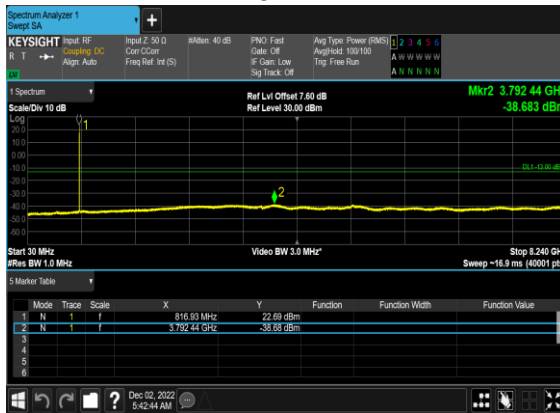 Spectrum Analyzer 1
Swept SA
KEYSIGHT Input: RF Input Z: 50 Ω #Atten: 40 dB PNO: Fast Avg Type: Power (RMS) 1 2 3 4 5 6
R T Coupling: DC Corr CCorr Gate: Off Avg|Hold: 100/100 A W W W W W
Align: Auto Freq Ref: Int (S) IF Gain: Low Trig: Free Run
Sig Track: Off A N N N N N
1 Spectrum
Ref Lvl Offset 7.60 dB Mkr2 3.792 44 GH
Scale/Div 10 dB Ref Level 30.00 dBm -38.683 dBr
Log
20.0 1
10.0
0.00
-10.0 DL1 -13.00 dB
-20.0
-30.0 2
-40.0
-50.0
-60.0
Start 30 MHz Video BW 3.0 MHz* Stop 8.240 GH
#Res BW 1.0 MHz Sweep ~16.9 ms (40001 pts
5 Marker Table
Mode Trace Scale X Y Function Function Width Function Value
1 N 1 f 816.93 MHz 22.69 dBm
2 N 1 f 3.792 44 GHz -38.68 dBm
3
4
5
6
? Dec 02, 2022
5:42:44 AM